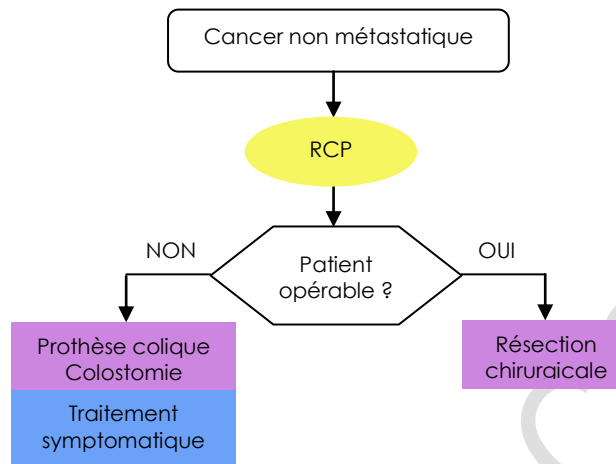 Cancer non métastatique
RCP
NON
Patient
opérable ?
OUI
Prothèse colique
Colostomie
Traitement
symptomatique
Résection
chirurgicale